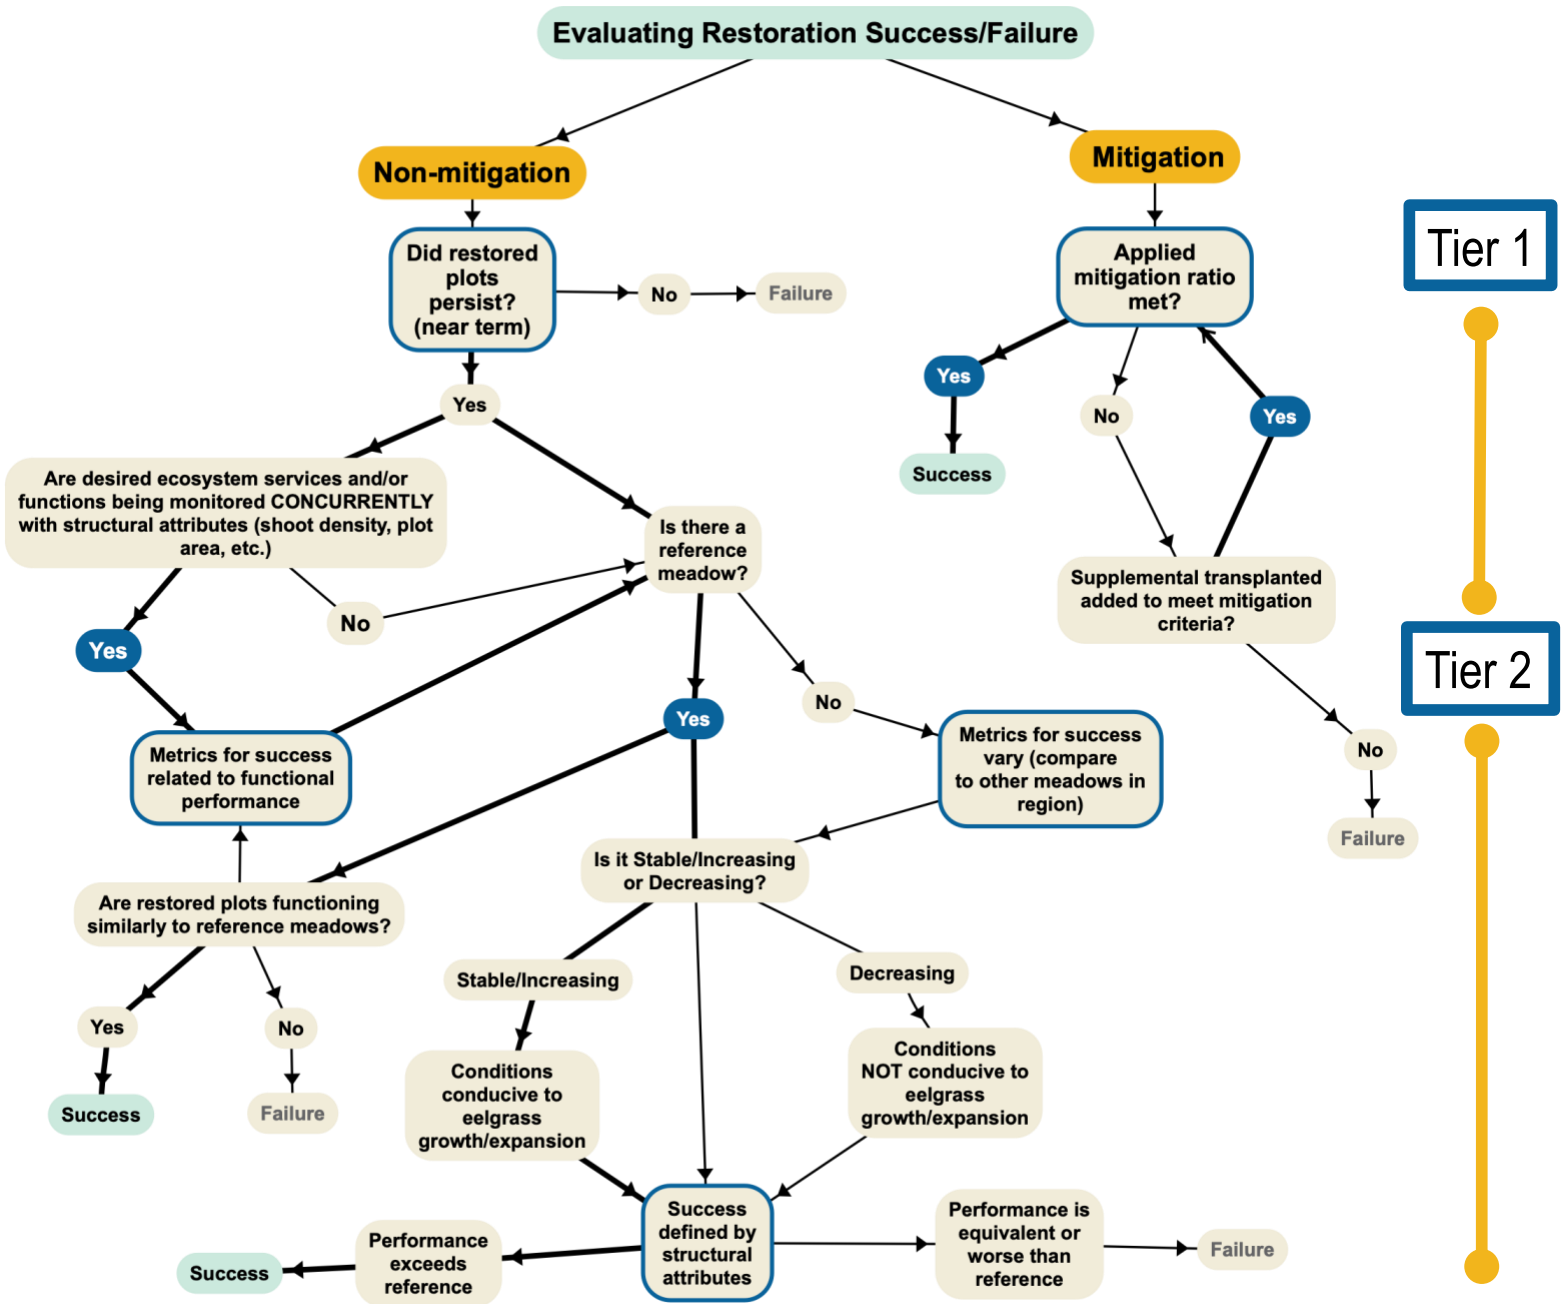 Evaluating Restoration Success/Failure
Non-mitigation
Mitigation
Tier 1
Did restored
plots
persist?
(near term)
No
Failure
Applied
mitigation ratio
met?
Yes
Yes
No
Yes
Success
Are desired ecosystem services and/or
functions being monitored CONCURRENTLY
with structural attributes (shoot density, plot
area, etc.)
Is there a
reference
meadow?
Supplemental transplanted
added to meet mitigation
criteria?
No
Yes
Tier 2
Yes
No
No
Metrics for success
related to functional
performance
Metrics for success
vary (compare
to other meadows in
region)
Failure
Is it Stable/Increasing
or Decreasing?
Are restored plots functioning
similarly to reference meadows?
Stable/Increasing
Decreasing
Yes
No
Success
Failure
Conditions
conducive to
eelgrass
growth/expansion
Conditions
NOT conducive to
eelgrass
growth/expansion
Success
defined by
structural
attributes
Performance
exceeds
reference
Success
Performance is
equivalent or
worse than
reference
Failure